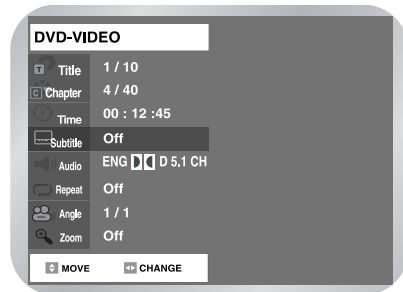 DVD-VIDEO
T Title 1 / 10
C Chapter 4 / 40
Time 00 : 12 :45
Subtitle Off
Audio ENG D 5.1 CH
Repeat Off
Angle 1 / 1
Zoom Off
MOVE CHANGE